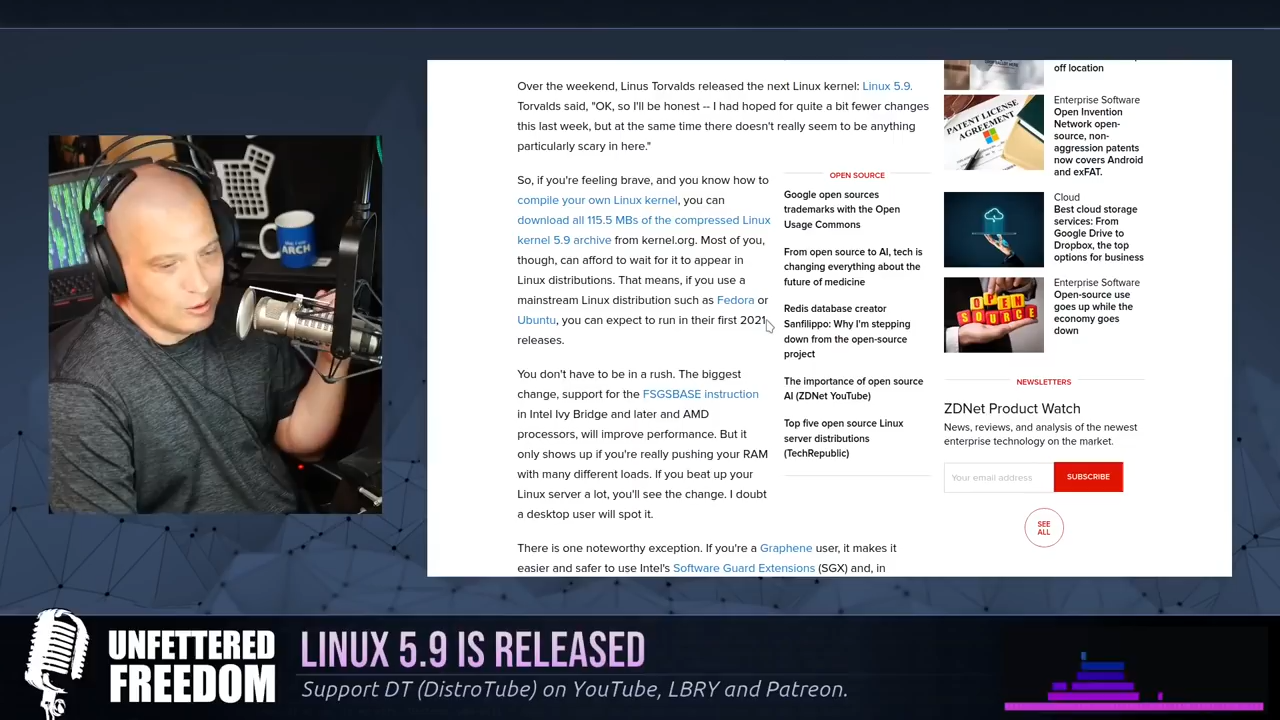 Over the weekend, Linus Torvalds released the next Linux kernel: Linux 5.9.
Torvalds said, "OK, so I'll be honest -- I had hoped for quite a bit fewer changes
this last week, but at the same time there doesn't really seem to be anything
particularly scary in here."
So, if you're feeling brave, and you know how to
compile your own Linux kernel, you can
download all 115.5 MBs of the compressed Linux
kernel 5.9 archive from kernel.org. Most of you,
though, can afford to wait for it to appear in
Linux distributions. That means, if you use a
mainstream Linux distribution such as Fedora or
Ubuntu, you can expect to run in their first 2021
releases.
You don't have to be in a rush. The biggest
change, support for the FSGSBASE instruction
in Intel Ivy Bridge and later and AMD
processors, will improve performance. But it
only shows up if you're really pushing your RAM
with many different loads. If you beat up your
Linux server a lot, you'll see the change. I doubt
a desktop user will spot it.
There is one noteworthy exception. If you're a Graphene user, it makes it
easier and safer to use Intel's Software Guard Extensions (SGX) and, in
OPEN SOURCE
Google open sources
trademarks with the Open
Usage Commons
From open source to AI, tech is
changing everything about the
future of medicine
Redis database creator
Sanfilippo: Why I'm stepping
down from the open-source
project
The importance of open source
AI (ZDNet YouTube)
Top five open source Linux
server distributions
(TechRepublic)
off location
Enterprise Software
Open Invention
Network open-
source, non-
aggression patents
now covers Android
and exFAT.
PATENT LICENSE
AGREEMENT
Cloud
Best cloud storage
services: From
Google Drive to
Dropbox, the top
options for business
Enterprise Software
Open-source use
goes up while the
economy goes
down
OPEN
SOURCE
NEWSLETTERS
ZDNet Product Watch
News, reviews, and analysis of the newest
enterprise technology on the market.
Your email address
SUBSCRIBE
SEE
ALL
ARCH
UNFETTERED
FREEDOM
LINUX 5.9 IS RELEASED
Support DT (DistroTube) on YouTube, LBRY and Patreon.